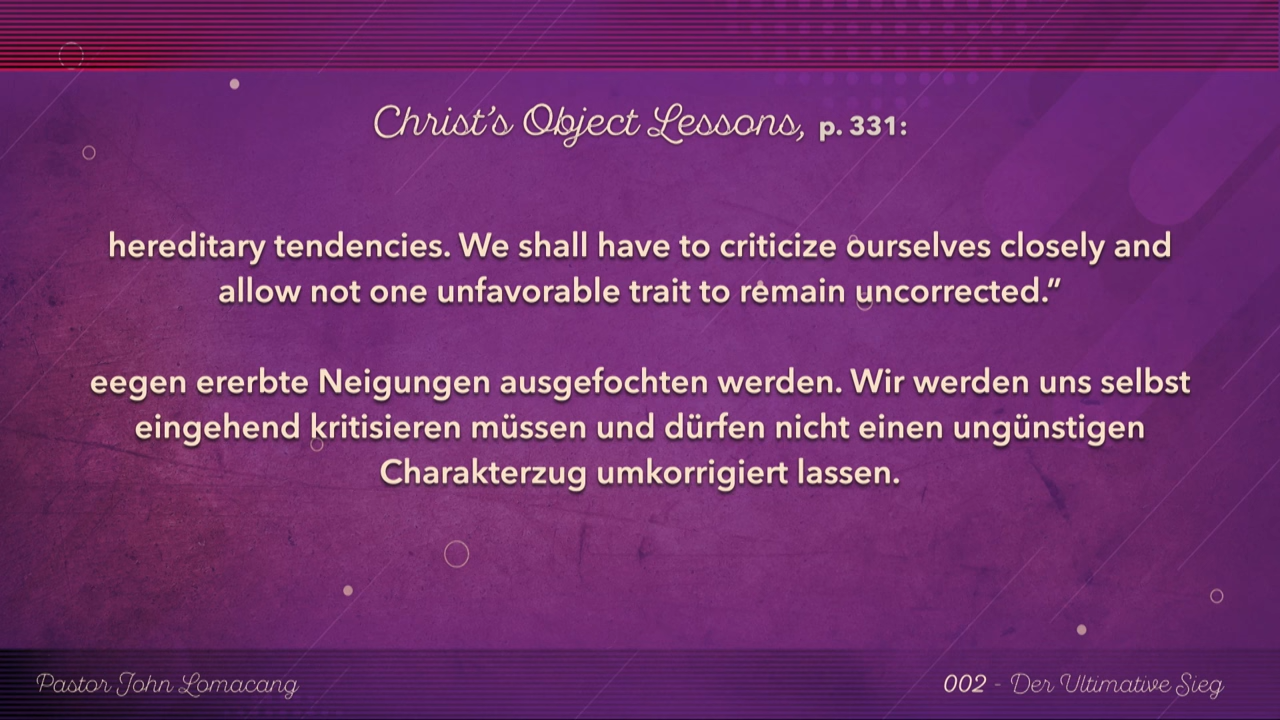 Christ's Object Lessons, p. 331:
hereditary tendencies. We shall have to criticize ourselves closely and
allow not one unfavorable trait to remain uncorrected.”
eegen ererbte Neigungen ausgefochten werden. Wir werden uns selbst
eingehend kritisieren müssen und dürfen nicht einen ungünstigen
Charakterzug umkorrigiert lassen.
Pastor John Lomacang
002 - Der Ultimative Sieg